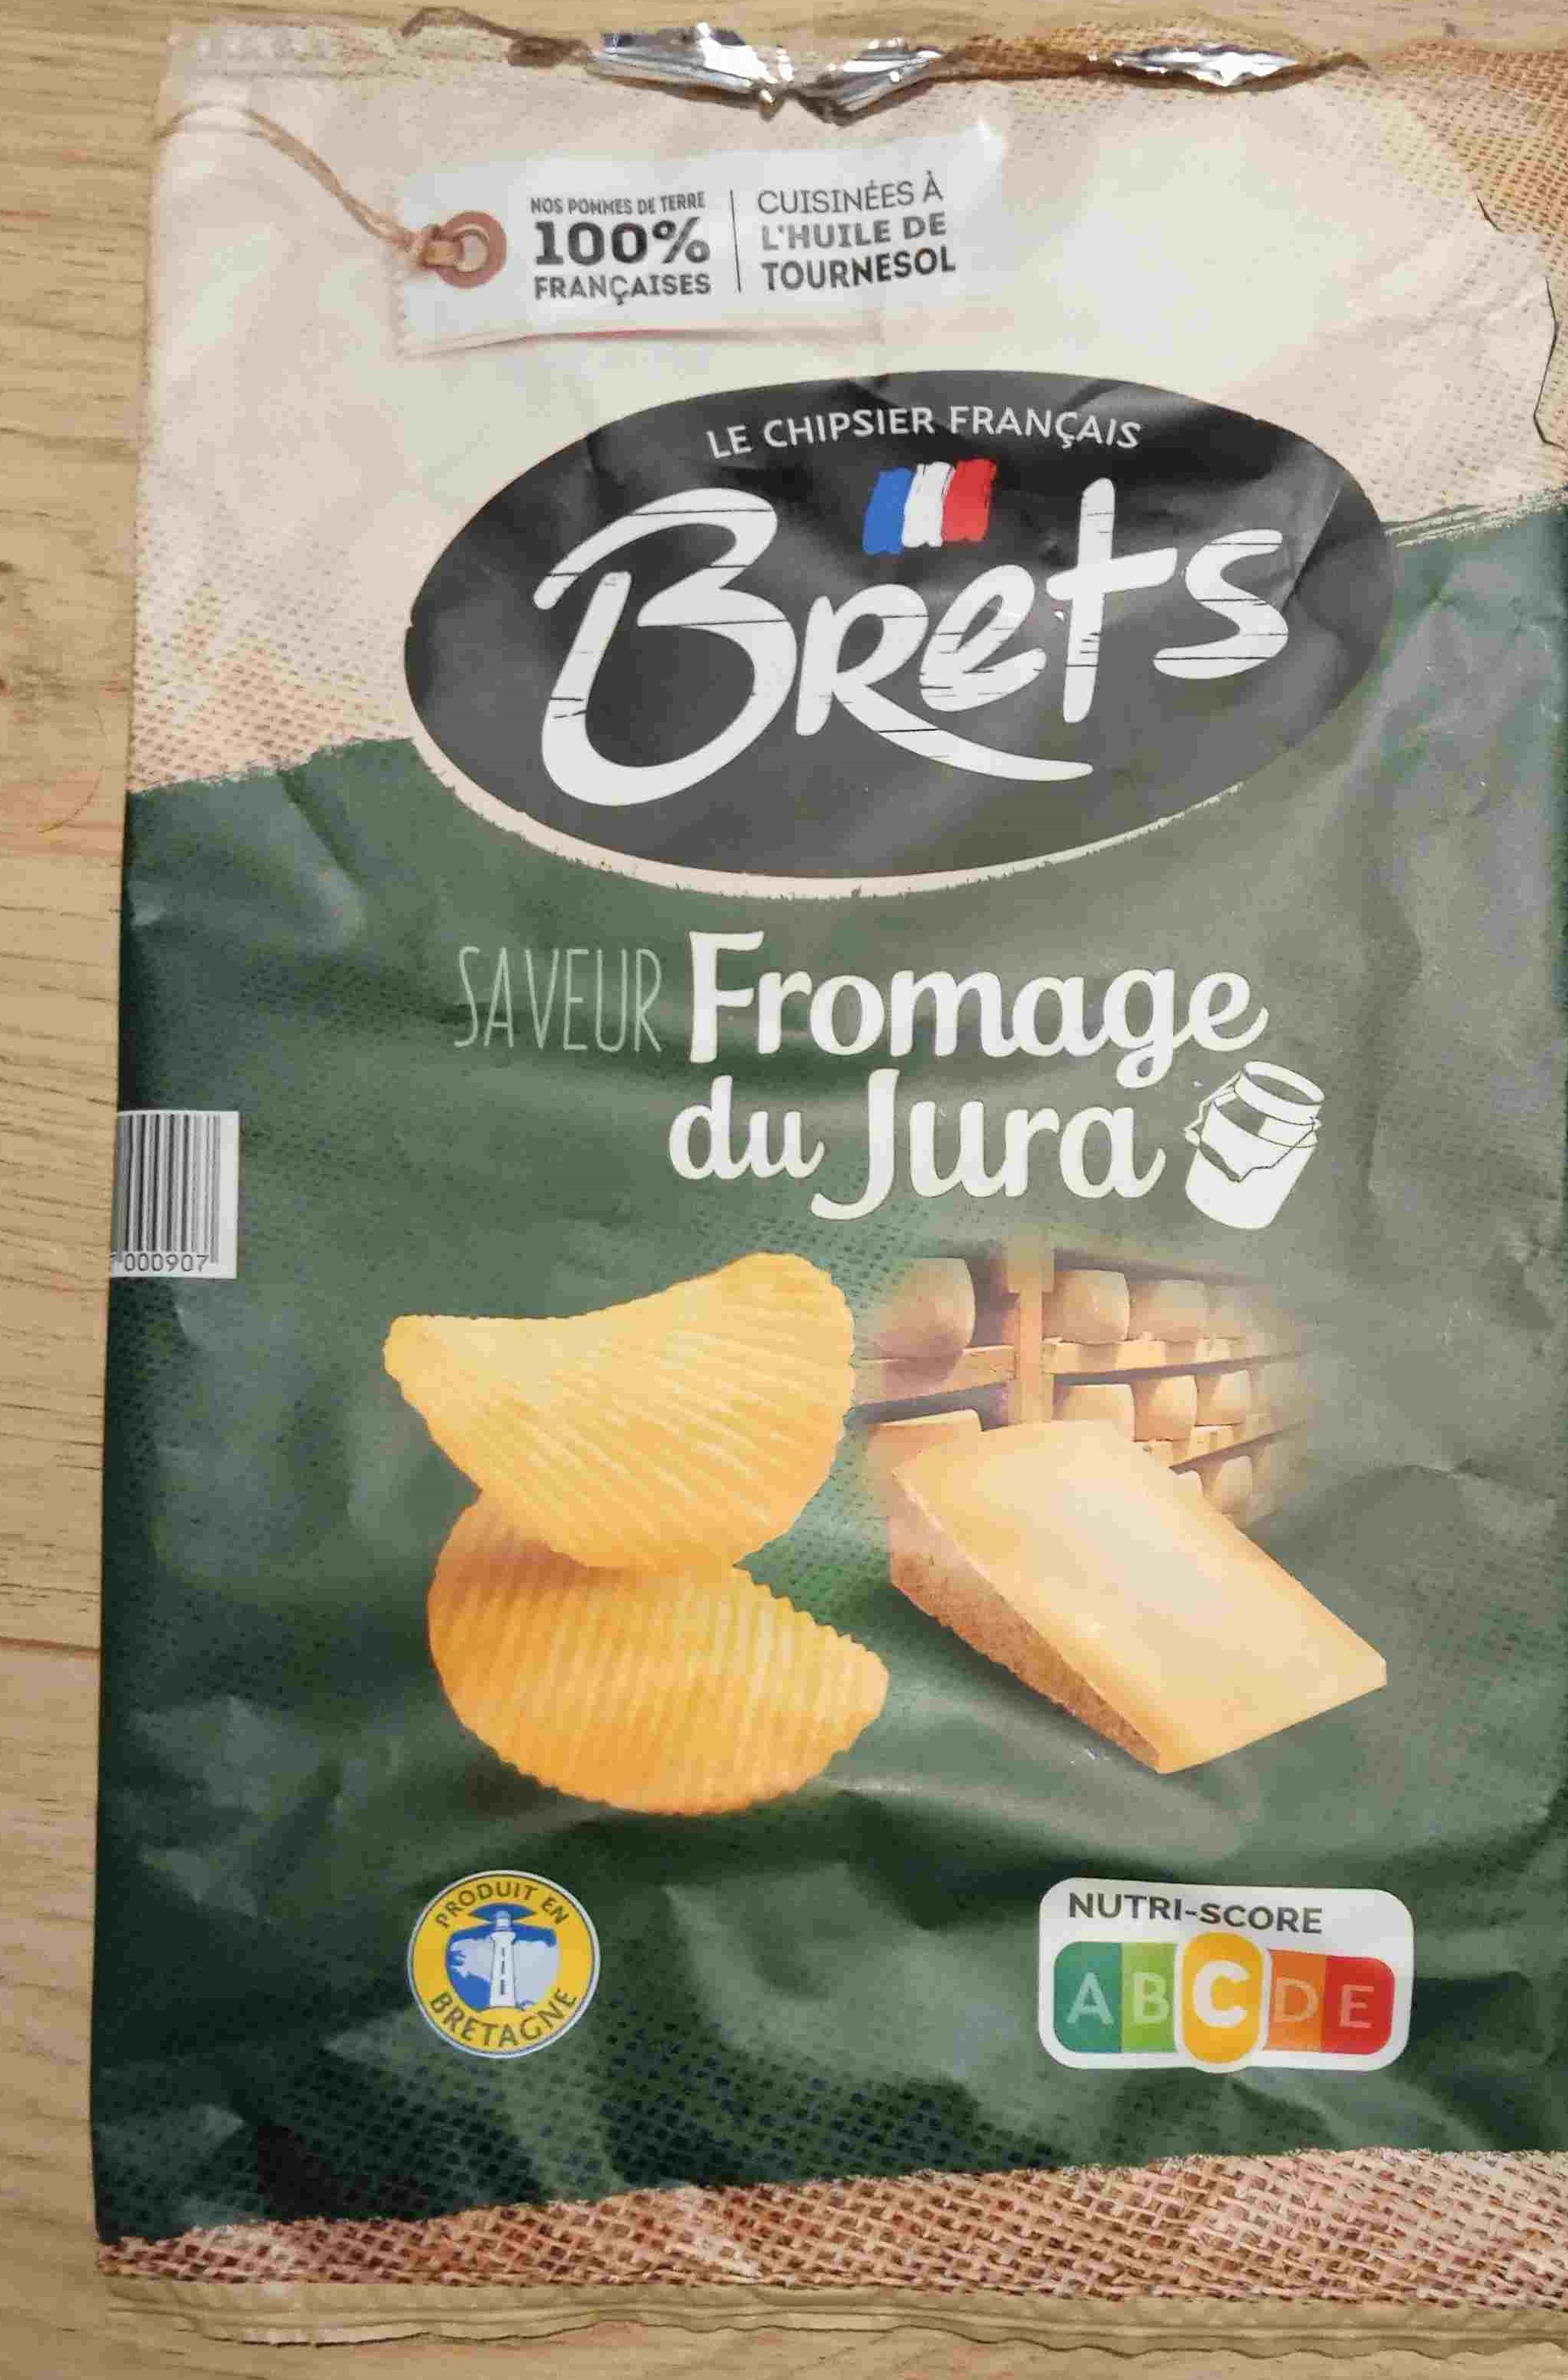 NOS POMMES DE TERRE
100%
FRANÇAISES
CUISINÉES À
L'HUILE DE
TOURNESOL
LE CHIPSIER FRANÇAIS
Brets
SAVEUR Fromage
du Jura
000907
PRODUIT EN
BRETAGNE
NUTRI-SCORE
A B C D E